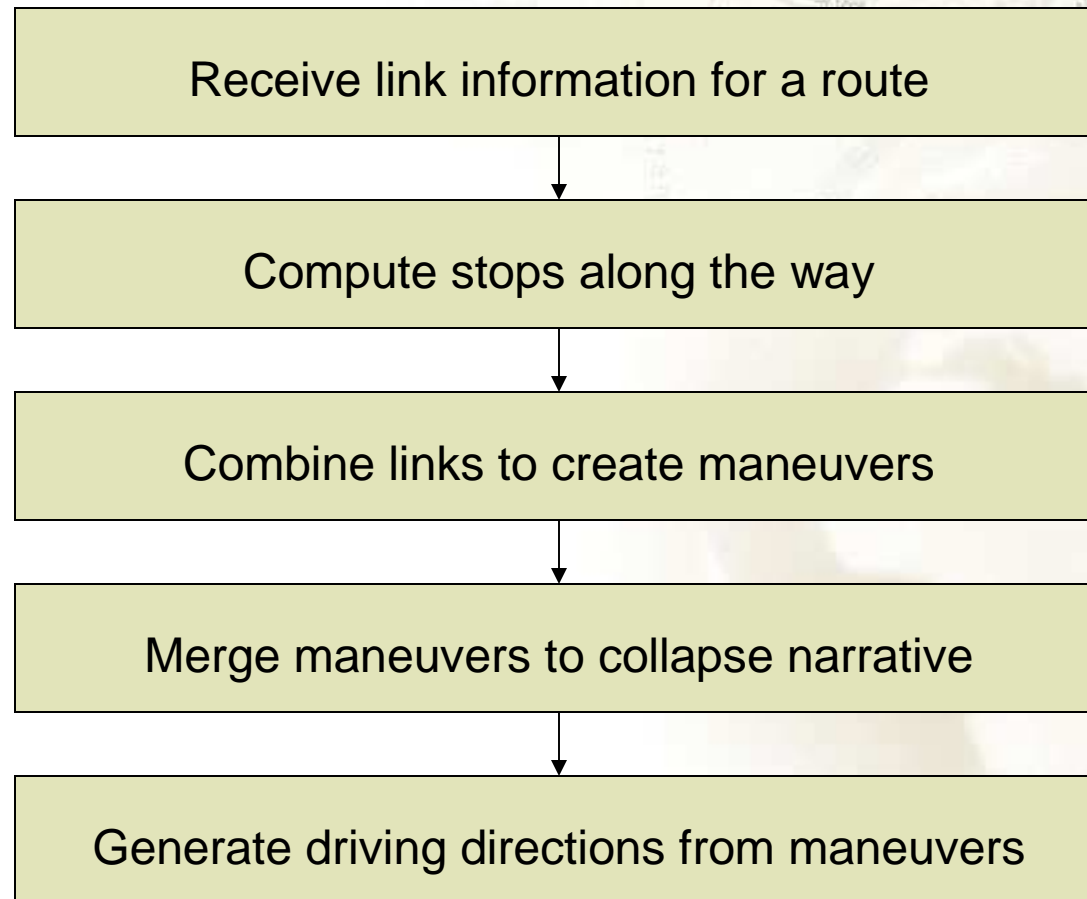 Receive link information for a route
Compute stops along the way
Combine links to create maneuvers
Merge maneuvers to collapse narrative
Generate driving directions from maneuvers